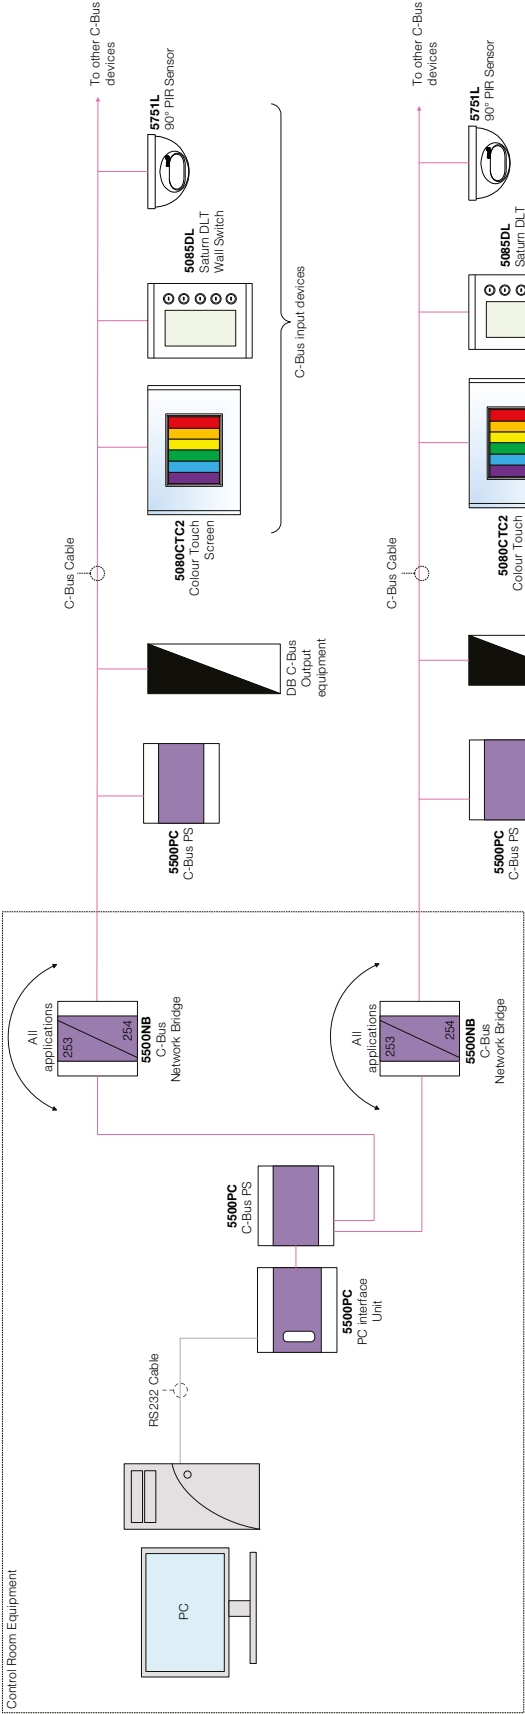 Control Room Equipment
PC
RS232 Cable
5500PC
PC interface
Unit
5500PC
C-Bus PS
All
applications
253
254
5500NB
C-Bus
Network Bridge
5500PC
C-Bus PS
DB C-Bus
Output
equipment
C-Bus Cable
5080CTC2
Colour Touch
Screen
5085DL
Saturn DLT
Wall Switch
5751L
90° PIR Sensor
C-Bus input devices
To other C-Bus
devices
All
applications
253
254
5500NB
C-Bus
Network Bridge
5500PC
C-Bus PS
C-Bus Cable
5080CTC2
Colour Touch
5085DL
Saturn DLT
5751L
90° PIR Sensor
To other C-Bus
devices